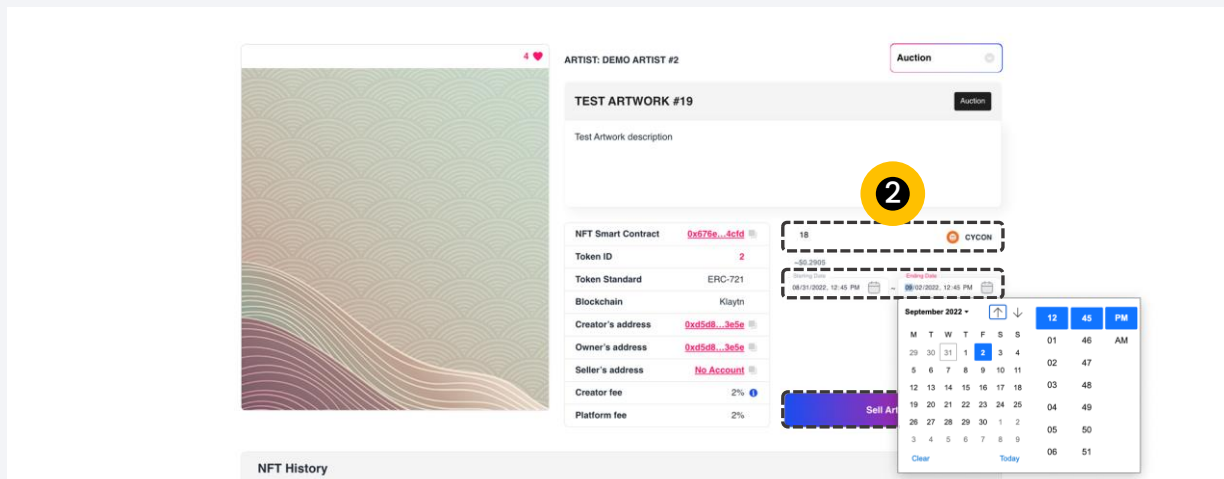 4
ARTIST: DEMO ARTIST #2
Auction
TEST ARTWORK #19
Auction
Test Artwork description
2
NFT Smart Contract 0x676e...4cfd
Token ID 2
Token Standard ERC-721
Blockchain Klaytn
Creator's address 0xd5d8...3e5e
Owner's address 0xd5d8...3e5e
Seller's address No Account
Creator fee 2%
Platform fee 2%
18 CYCON
~$0.2905
Starting Date Ending Date
08/31/2022, 12:45 PM ~ 09/02/2022, 12:45 PM
September 2022
M T W T F S S
29 30 31 1 2 3 4
5 6 7 8 9 10 11
12 13 14 15 16 17 18
19 20 21 22 23 24 25
26 27 28 29 30 1 2
3 4 5 6 7 8 9
Clear Today
12 45 PM
01 46 AM
02 47
03 48
04 49
05 50
06 51
Sell Art
NFT History